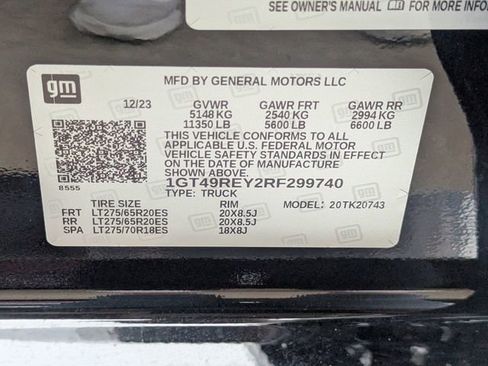 SEE OWNER'S MANUAL FOR MORE INFOR
gm
MFD BY GENERAL MOTORS LLC
12/23 GVWR GAWR FRT GAWR RR
5148 KG 2540 KG 2994 KG
11350 LB 5600 LB 6600 LB
THIS VEHICLE CONFORMS TO ALL
APPLICABLE U.S. FEDERAL MOTOR
VEHICLE SAFETY STANDARDS IN EFFECT
ON THE DATE OF MANUFACTURE
SHOWN ABOVE.
8555
1GT49REY2RF299740
TYPE: TRUCK
TIRE SIZE RIM MODEL: 20TK20743
FRT LT275/65R20ES 20X8.5J
RR LT275/65R20ES 20X8.5J
SPA LT275/70R18ES 18X8J